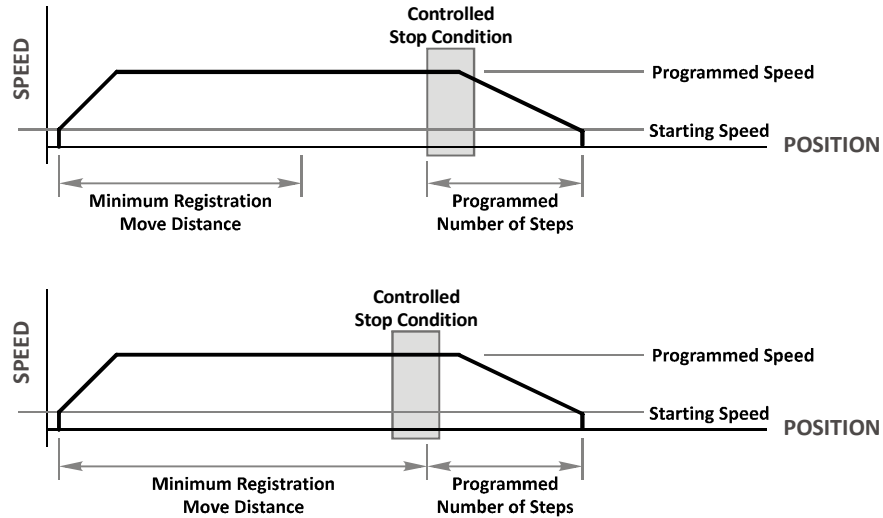 Controlled
Stop Condition
SPEED
Programmed Speed
Starting Speed
POSITION
Minimum Registration
Move Distance
Programmed
Number of Steps
Controlled
Stop Condition
SPEED
Programmed Speed
Starting Speed
POSITION
Minimum Registration
Move Distance
Programmed
Number of Steps